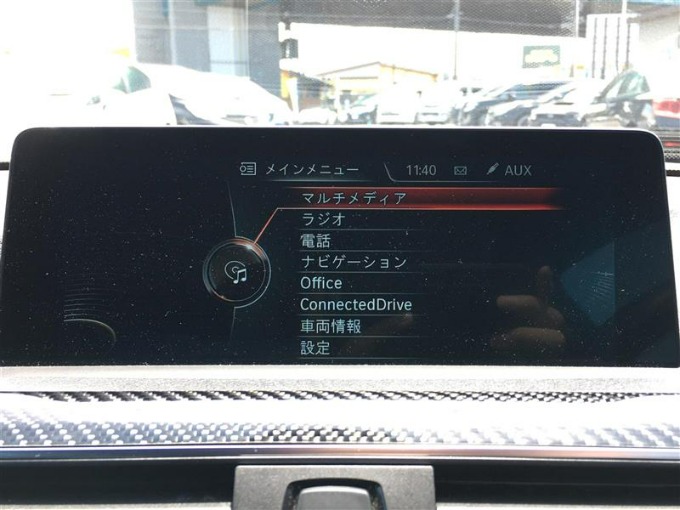 メインメニュー 11:40 AUX
マルチメディア
ラジオ
電話
ナビゲーション
Office
ConnectedDrive
車両情報
設定